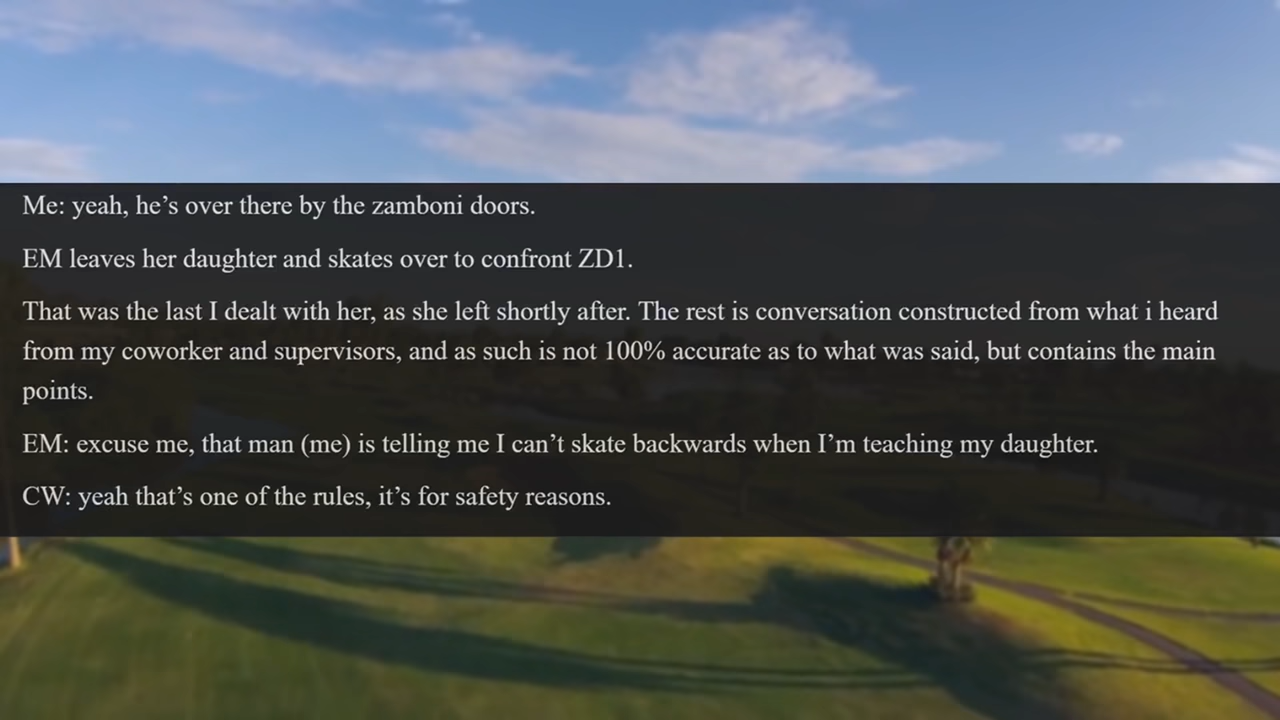 Me: yeah, he’s over there by the zamboni doors.
EM leaves her daughter and skates over to confront ZD1.
That was the last I dealt with her, as she left shortly after. The rest is conversation constructed from what i heard
from my coworker and supervisors, and as such is not 100% accurate as to what was said, but contains the main
points.
EM: excuse me, that man (me) is telling me I can’t skate backwards when I’m teaching my daughter.
CW: yeah that’s one of the rules, it’s for safety reasons.